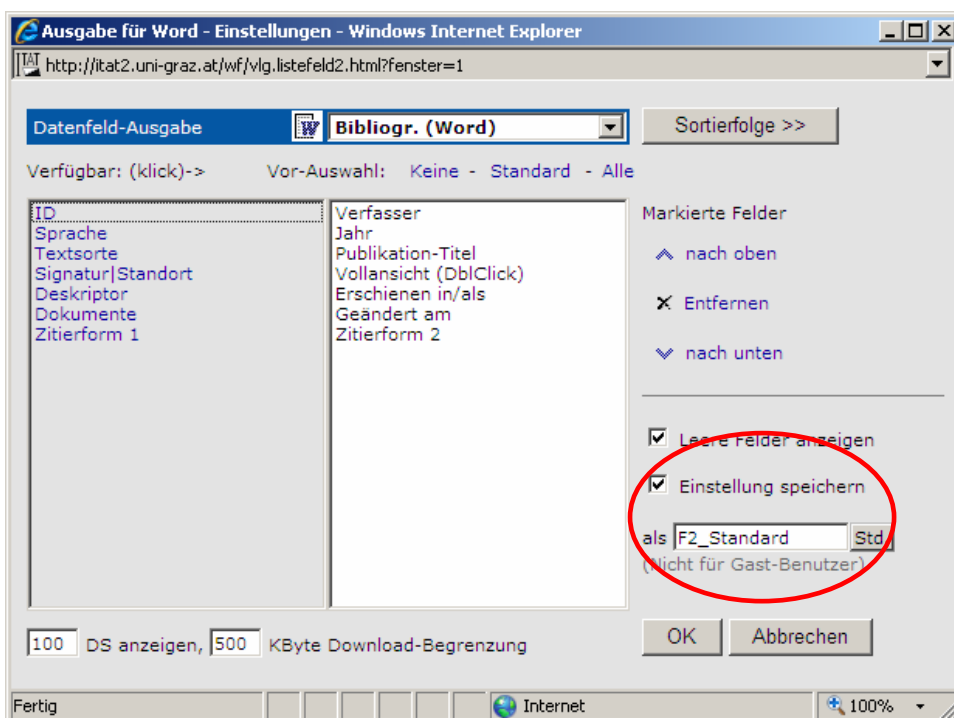 Ausgabe für Word - Einstellungen - Windows Internet Explorer
http://itat2.uni-graz.at/wf/vlg.listefeld2.html?fenster=1
Datenfeld-Ausgabe
Bibliogr. (Word)
Sortierfolge >>
Verfügbar: (klick)-> Vor-Auswahl: Keine - Standard - Alle
ID
Sprache
Textsorte
Signatur|Standort
Deskriptor
Dokumente
Zitierform 1
Verfasser
Jahr
Publikation-Titel
Vollansicht (DblClick)
Erschienen in/als
Geändert am
Zitierform 2
Markierte Felder
nach oben
Entfernen
nach unten
Leere Felder anzeigen
Einstellung speichern
als F2_Standard Std.
(Nicht für Gast-Benutzer)
100 DS anzeigen, 500 KByte Download-Begrenzung
OK Abbrechen
Fertig Internet 100%